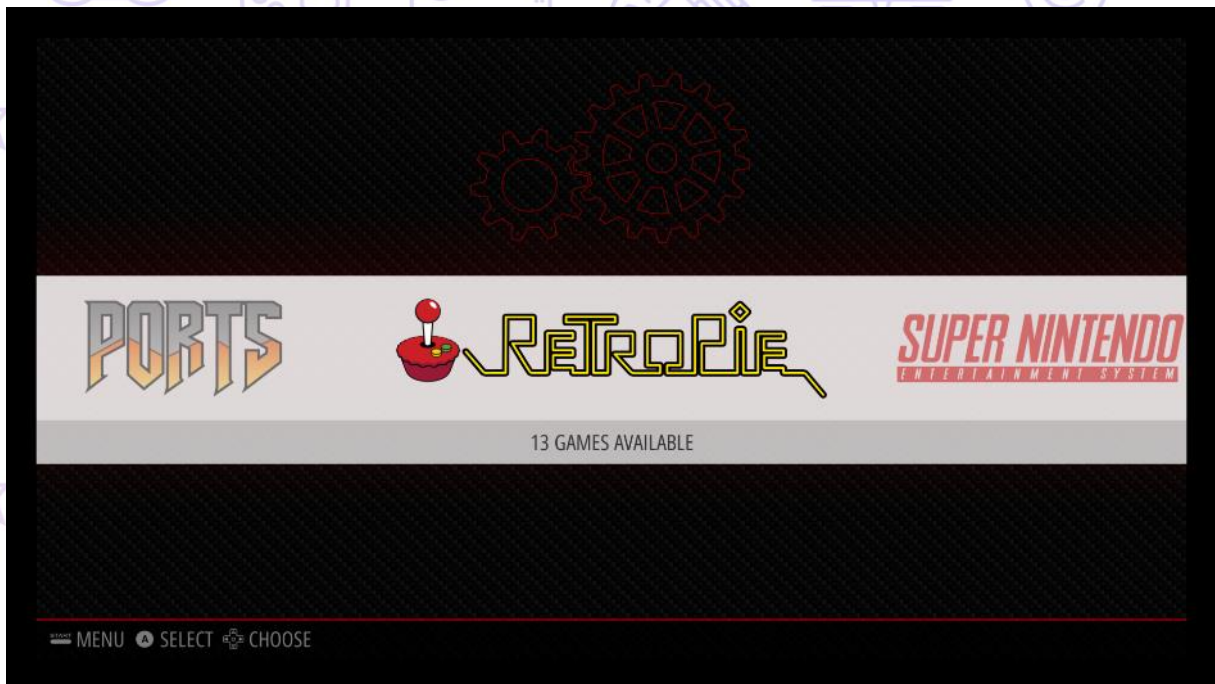 PORTS
RETROPIE
SUPER NINTENDO
ENTERTAINMENT SYSTEM
13 GAMES AVAILABLE
START MENU A SELECT CHOOSE